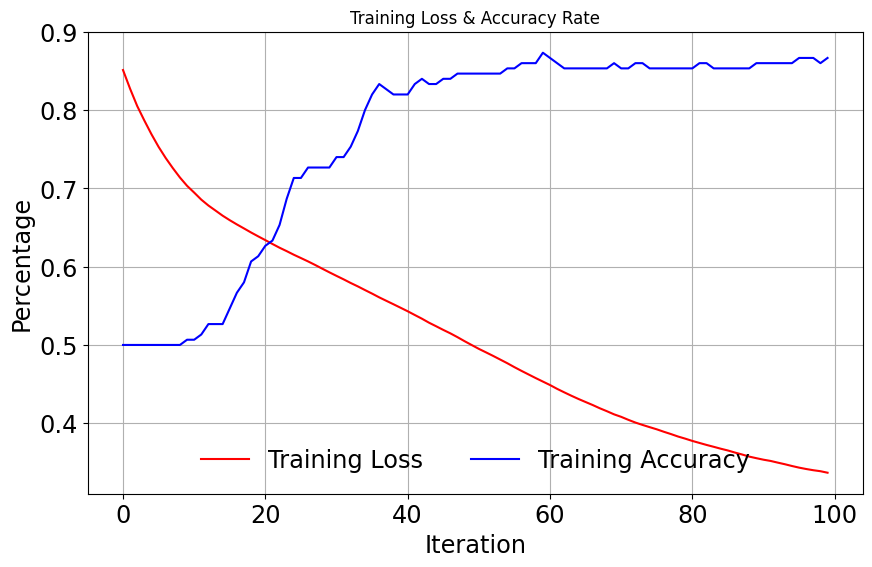 Training Loss & Accuracy Rate
Percentage
0.9
0.8
0.7
0.6
0.5
0.4
Training Loss Training Accuracy
0 20 40 60 80 100
Iteration